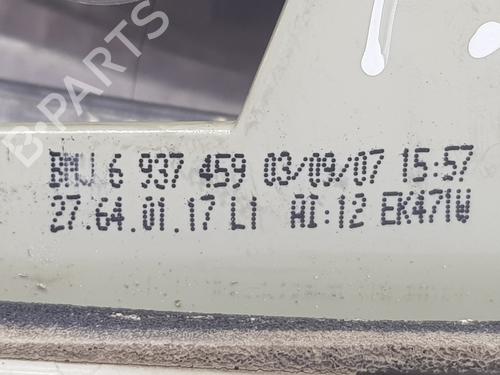 B-PARTS
BMW 6 937 459 03/09/07 15:57
27.64.01.17 L1 AI:12 EK471W